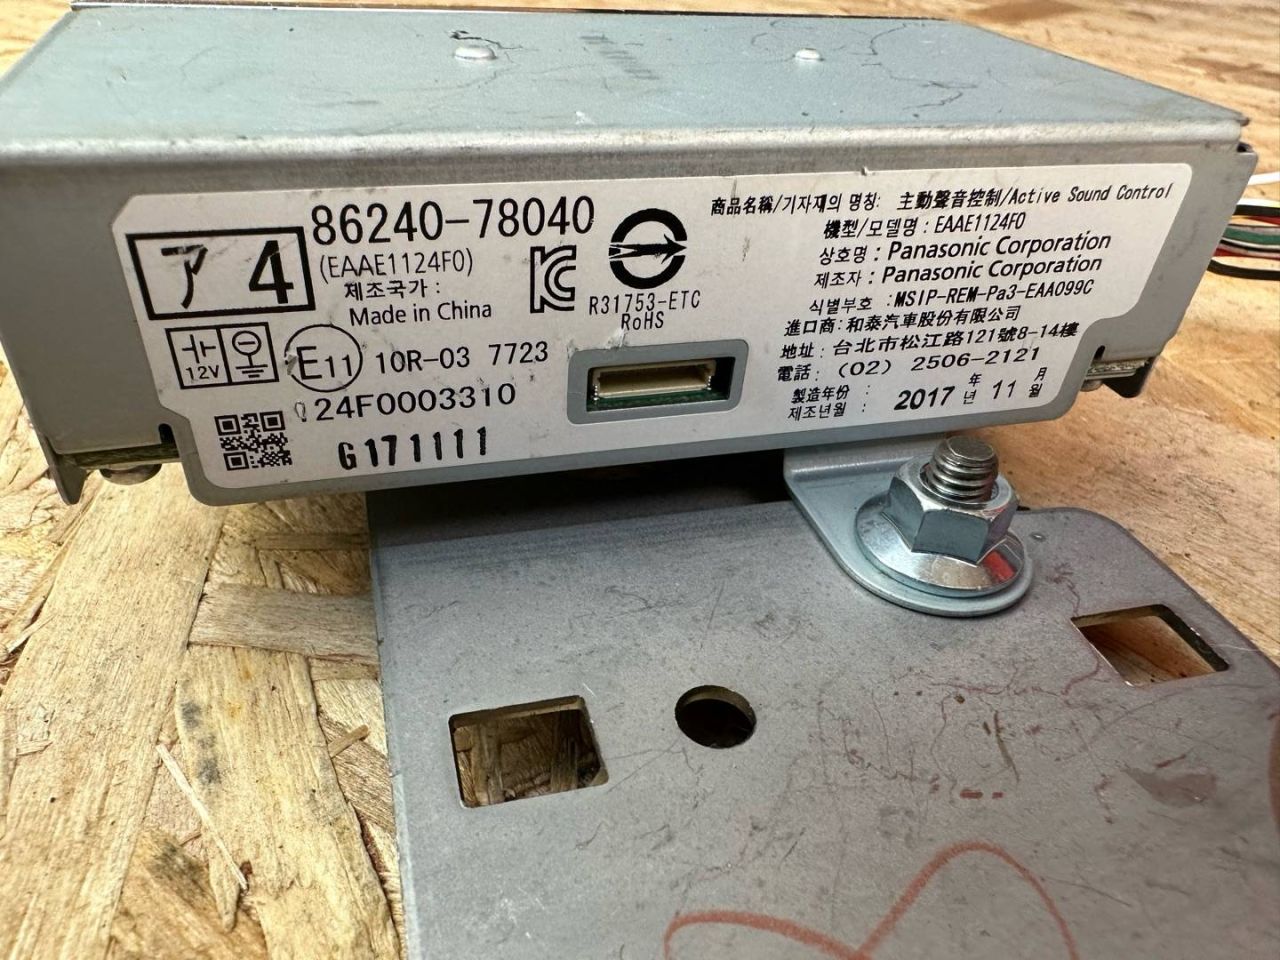 ア 4
86240-78040
(EAAE1124F0)
제조국가 :
Made in China
12V
E11 10R-03 7723
24F0003310
G171111
KC
R31753-ETC
RoHS
商品名稱/기자재의 명칭: 主動聲音控制/Active Sound Control
機型/모델명 : EAAE1124F0
상호명 : Panasonic Corporation
제조자 : Panasonic Corporation
식별부호 : MSIP-REM-Pa3-EAA099C
進口商: 和泰汽車股份有限公司
地址: 台北市松江路121號8-14樓
電話: (02) 2506-2121
製造年份 :
제조년월 :
2017 年 11 月
년 월